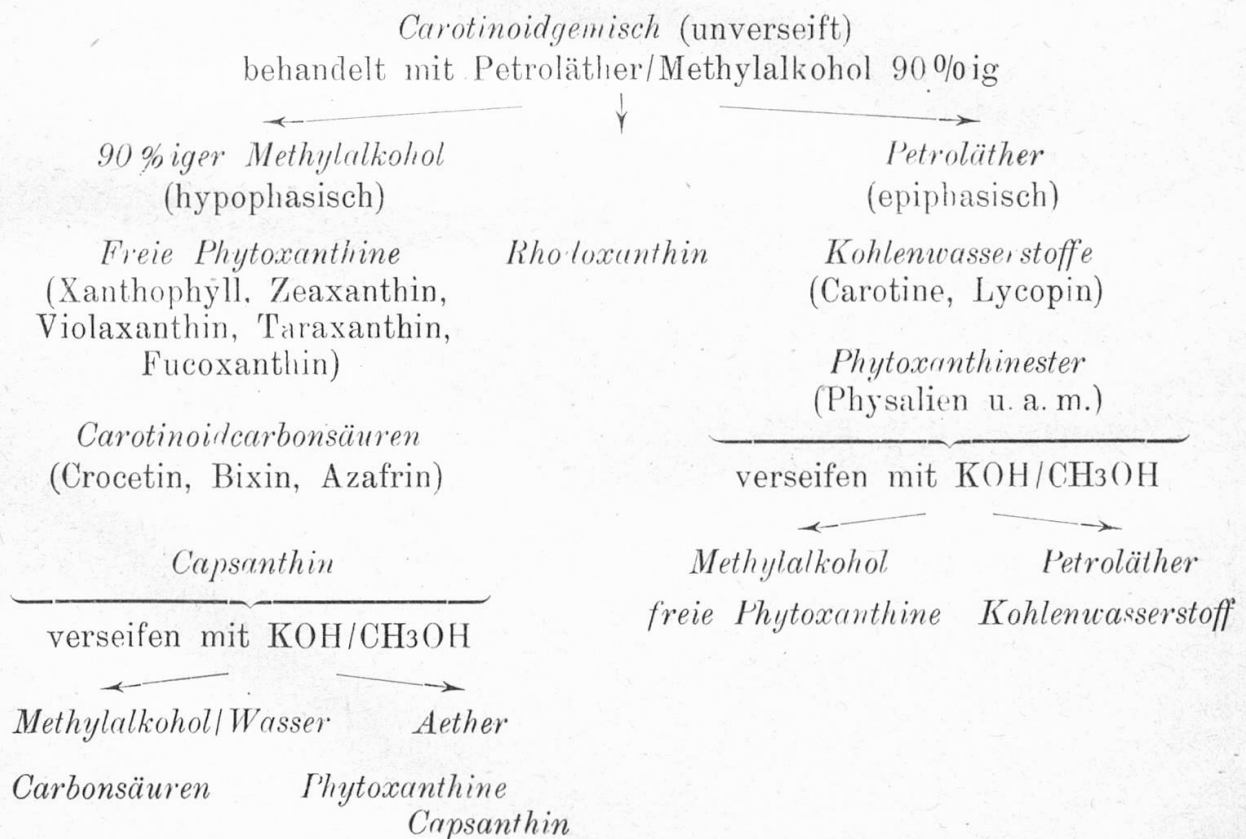 Carotinoidgemisch (unverseift)
behandelt mit Petroläther/Methylalkohol 90%ig
90%iger Methylalkohol
(hypophasisch)
Petroläther
(epiphasisch)
Freie Phytoxanthine
(Xanthophyll, Zeaxanthin,
Violaxanthin, Taraxanthin,
Fucoxanthin)
Rhodoxanthin
Kohlenwasserstoffe
(Carotine, Lycopin)
Phytoxanthinester
(Physalien u. a. m.)
Carotinoidcarbonsäuren
(Crocetin, Bixin, Azafrin)
verseifen mit KOH/CH3OH
Capsanthin
Methylalkohol
Petroläther
freie Phytoxanthine
Kohlenwasserstoff
verseifen mit KOH/CH3OH
Methylalkohol/Wasser
Aether
Carbonsäuren
Phytoxanthine
Capsanthin